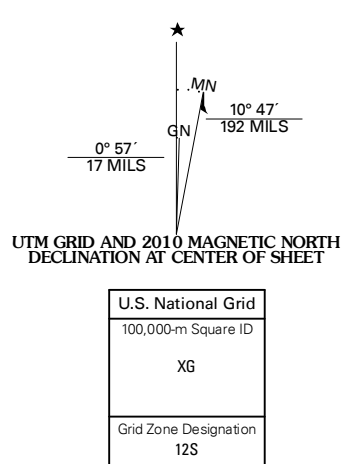 ★
MN
GN
10° 47´
192 MILS
0° 57´
17 MILS
UTM GRID AND 2010 MAGNETIC NORTH
DECLINATION AT CENTER OF SHEET
U.S. National Grid
100,000-m Square ID
XG
Grid Zone Designation
12S